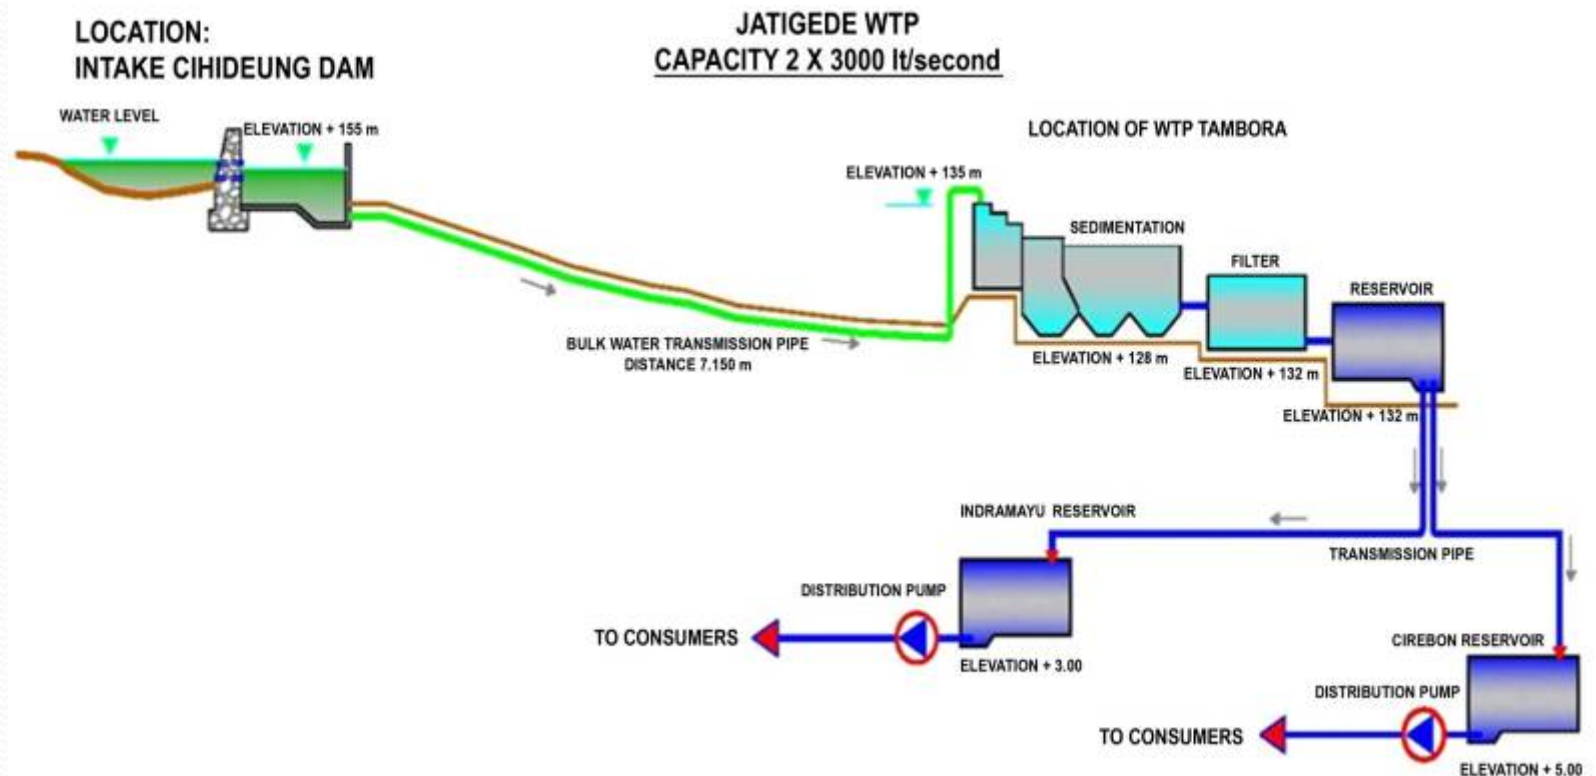 LOCATION:
INTAKE CIHIDEUNG DAM
JATIGEDE WTP
CAPACITY 2 X 3000 lt/second
WATER LEVEL
ELEVATION + 155 m
LOCATION OF WTP TAMBORA
ELEVATION + 135 m
SEDIMENTATION
FILTER
RESERVOIR
BULK WATER TRANSMISSION PIPE
DISTANCE 7.150 m
ELEVATION + 128 m
ELEVATION + 132 m
ELEVATION + 132 m
INDRAMAYU RESERVOIR
TRANSMISSION PIPE
DISTRIBUTION PUMP
TO CONSUMERS
ELEVATION + 3.00
CIREBON RESERVOIR
DISTRIBUTION PUMP
TO CONSUMERS
ELEVATION + 5.00